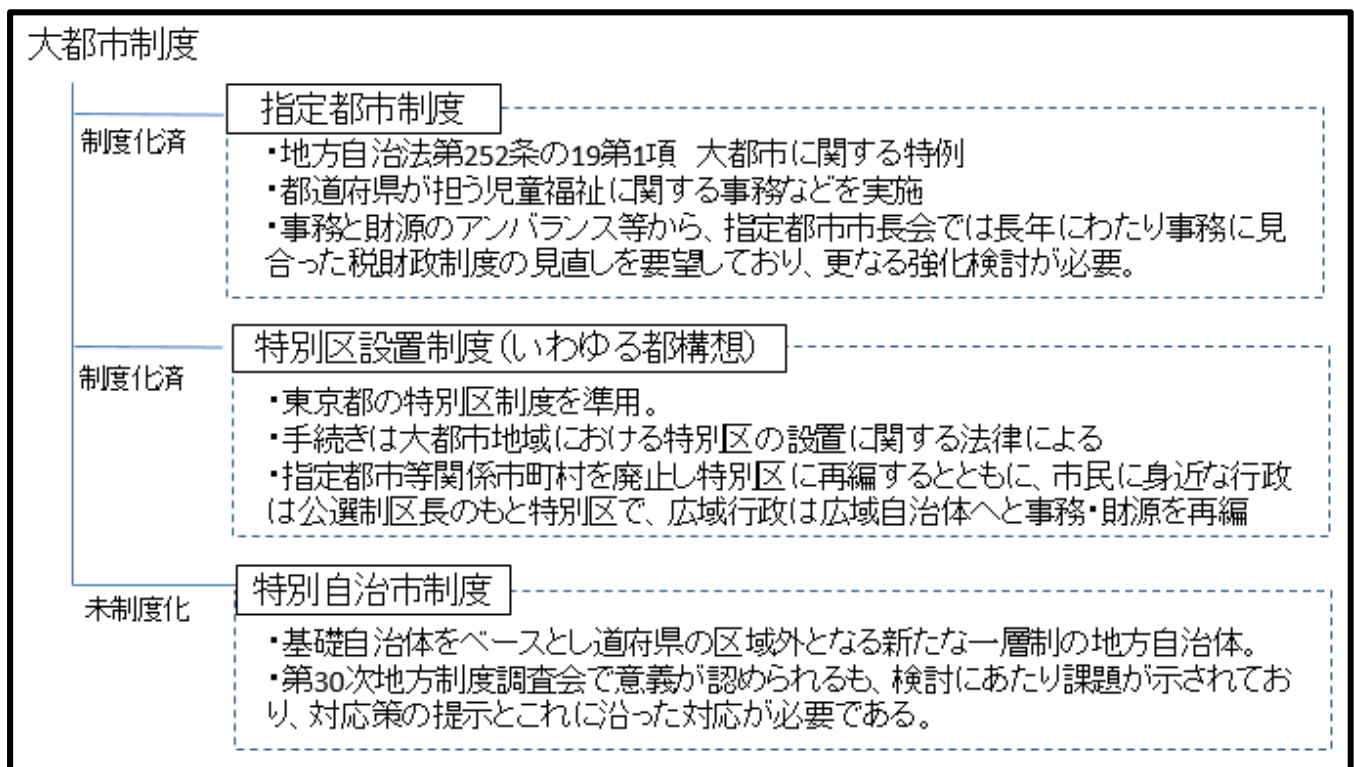 大都市制度
指定都市制度
制度化済
・地方自治法第252条の19第1項 大都市に関する特例
・都道府県が担う児童福祉に関する事務などを実施
・事務と財源のアンバランス等から、指定都市市長会では長年にわたり事務に見
合った税財政制度の見直しを要望しており、更なる強化検討が必要。
特別区設置制度(いわゆる都構想)
制度化済
・東京都の特別区制度を準用。
・手続きは大都市地域における特別区の設置に関する法律による
・指定都市等関係市町村を廃止し特別区に再編するとともに、市民に身近な行政
は公選制区長のもと特別区で、広域行政は広域自治体へと事務・財源を再編
特別自治市制度
未制度化
・基礎自治体をベースとし道府県の区域外となる新たな一層制の地方自治体。
・第30次地方制度調査会で意義が認められるも、検討にあたり課題が示されてお
り、対応策の提示とこれに沿った対応が必要である。